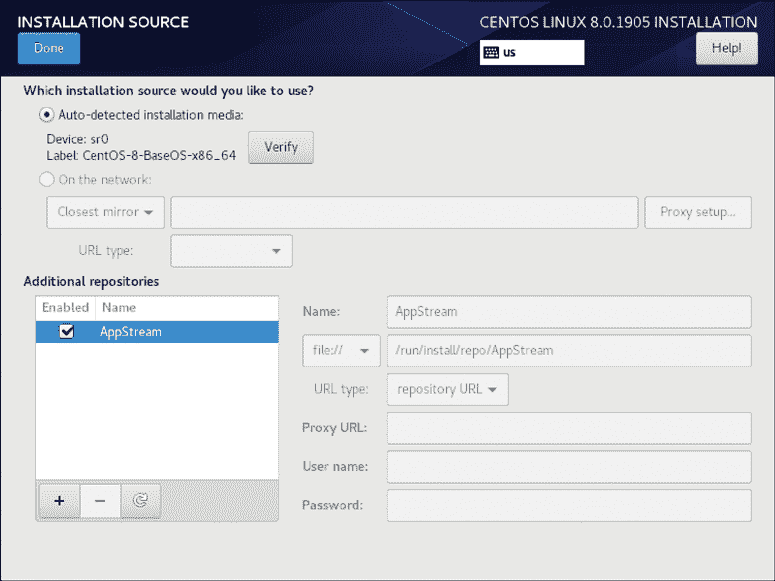 INSTALLATION SOURCE
CENTOS LINUX 8.0.1905 INSTALLATION
Done
us
Help!
Which installation source would you like to use?
Auto-detected installation media:
Device: sr0
Label: CentOS-8-BaseOS-x86_64
Verify
On the network:
Closest mirror
Proxy setup...
URL type:
Additional repositories
Enabled Name
AppStream
Name: AppStream
file:// /run/install/repo/AppStream
URL type: repository URL
Proxy URL:
User name:
Password: